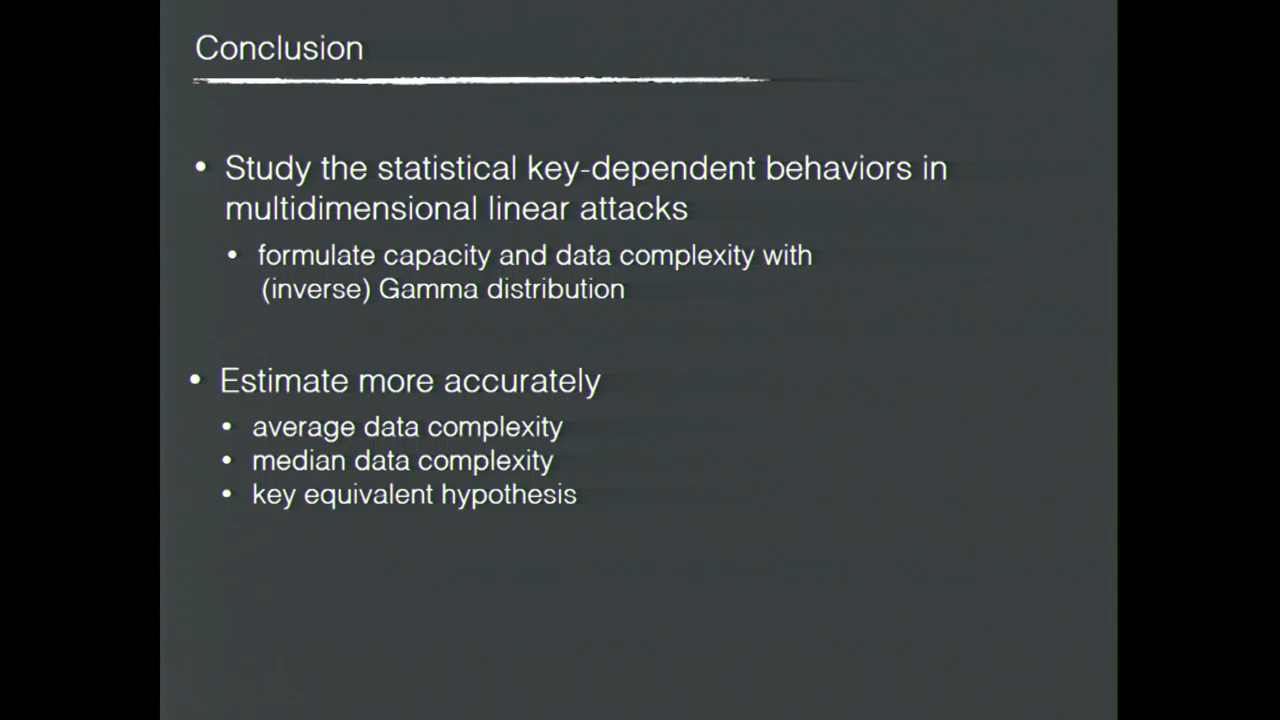 Conclusion
• Study the statistical key-dependent behaviors in
multidimensional linear attacks
• formulate capacity and data complexity with
(inverse) Gamma distribution
• Estimate more accurately
• average data complexity
• median data complexity
• key equivalent hypothesis